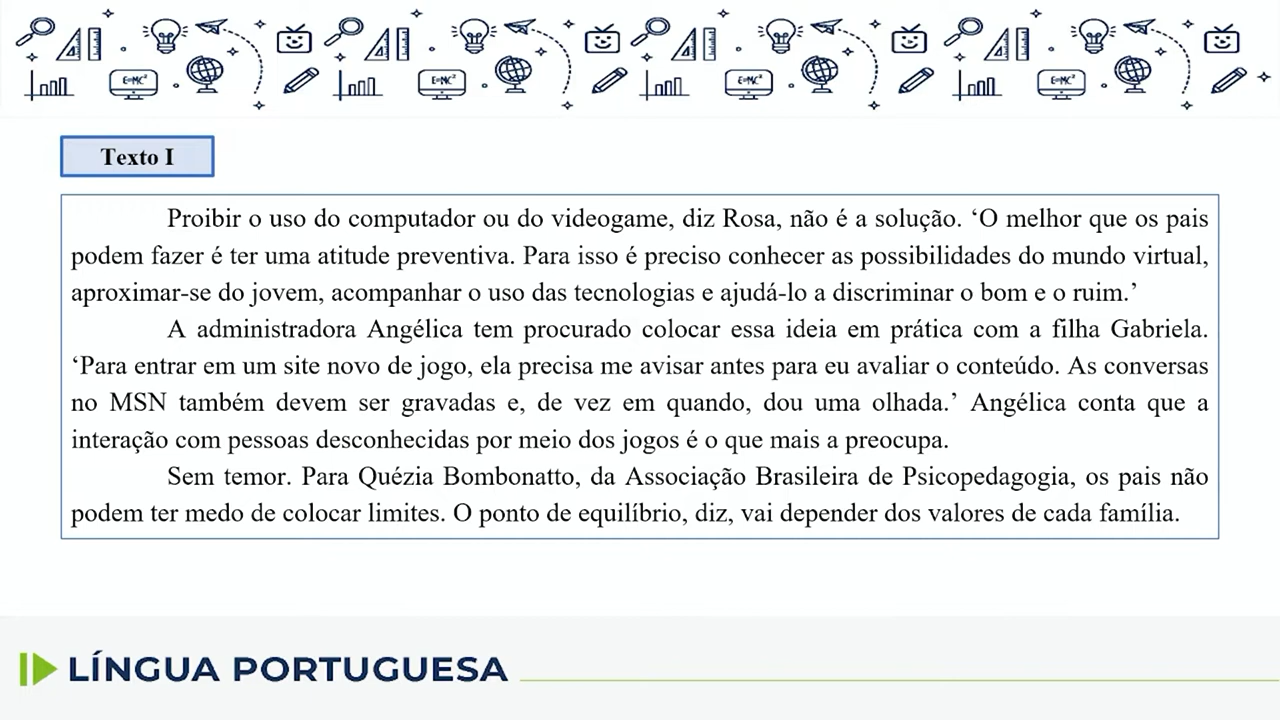 E=MC² E=MC² E=MC² E=MC²
Texto I
Proibir o uso do computador ou do videogame, diz Rosa, não é a solução. ‘O melhor que os pais
podem fazer é ter uma atitude preventiva. Para isso é preciso conhecer as possibilidades do mundo virtual,
aproximar-se do jovem, acompanhar o uso das tecnologias e ajudá-lo a discriminar o bom e o ruim.’
A administradora Angélica tem procurado colocar essa ideia em prática com a filha Gabriela.
‘Para entrar em um site novo de jogo, ela precisa me avisar antes para eu avaliar o conteúdo. As conversas
no MSN também devem ser gravadas e, de vez em quando, dou uma olhada.’ Angélica conta que a
interação com pessoas desconhecidas por meio dos jogos é o que mais a preocupa.
Sem temor. Para Quézia Bombonatto, da Associação Brasileira de Psicopedagogia, os pais não
podem ter medo de colocar limites. O ponto de equilíbrio, diz, vai depender dos valores de cada família.
LÍNGUA PORTUGUESA